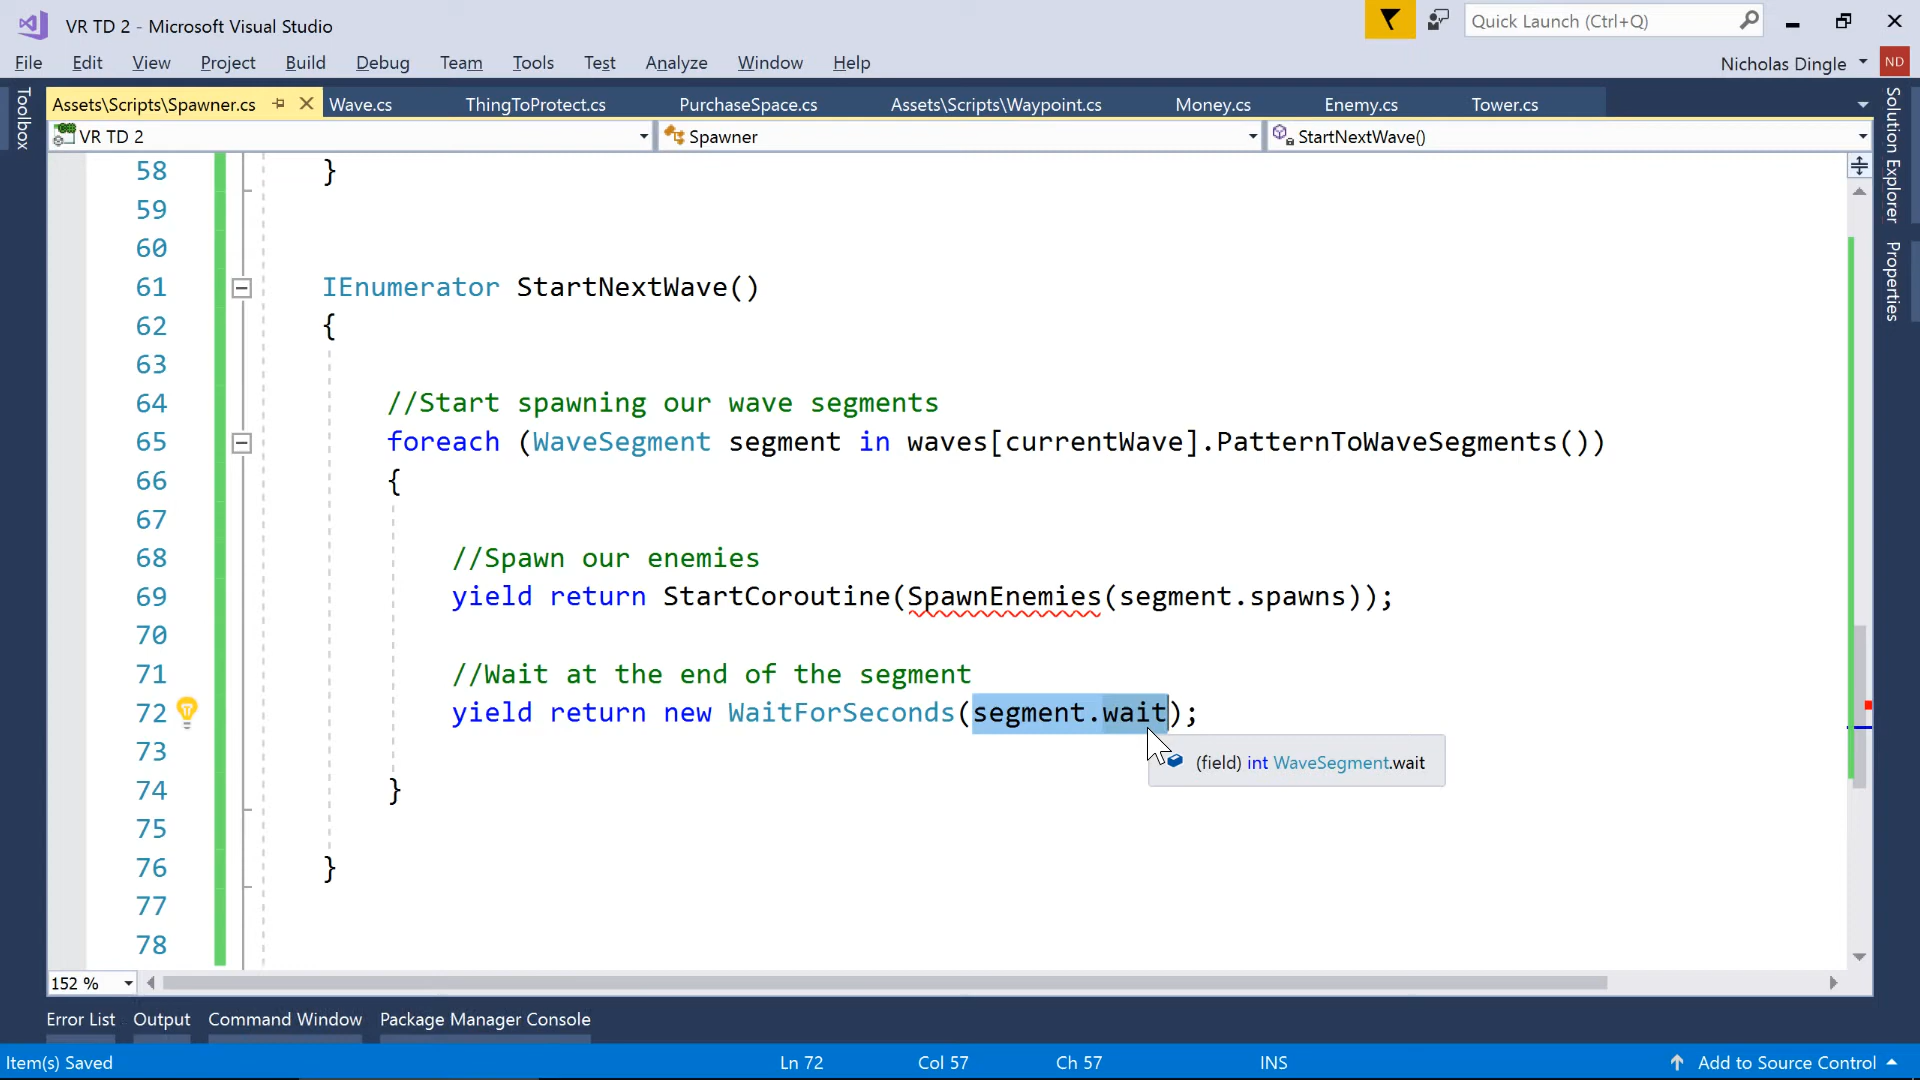 VR TD 2 - Microsoft Visual Studio
Quick Launch (Ctrl+Q)
File Edit View Project Build Debug Team Tools Test Analyze Window Help
Nicholas Dingle ND
Toolbox
Assets\Scripts\Spawner.cs Wave.cs ThingToProtect.cs PurchaseSpace.cs Assets\Scripts\Waypoint.cs Money.cs Enemy.cs Tower.cs
VR TD 2 Spawner StartNextWave()
Solution Explorer
Properties
58 }
59
60
61 IEnumerator StartNextWave()
62 {
63
64 //Start spawning our wave segments
65 foreach (WaveSegment segment in waves[currentWave].PatternToWaveSegments())
66 {
67
68 //Spawn our enemies
69 yield return StartCoroutine(SpawnEnemies(segment.spawns));
70
71 //Wait at the end of the segment
72 yield return new WaitForSeconds(segment.wait);
73
(field) int WaveSegment.wait
74 }
75
76 }
77
78
152 %
Error List Output Command Window Package Manager Console
Item(s) Saved Ln 72 Col 57 Ch 57 INS Add to Source Control